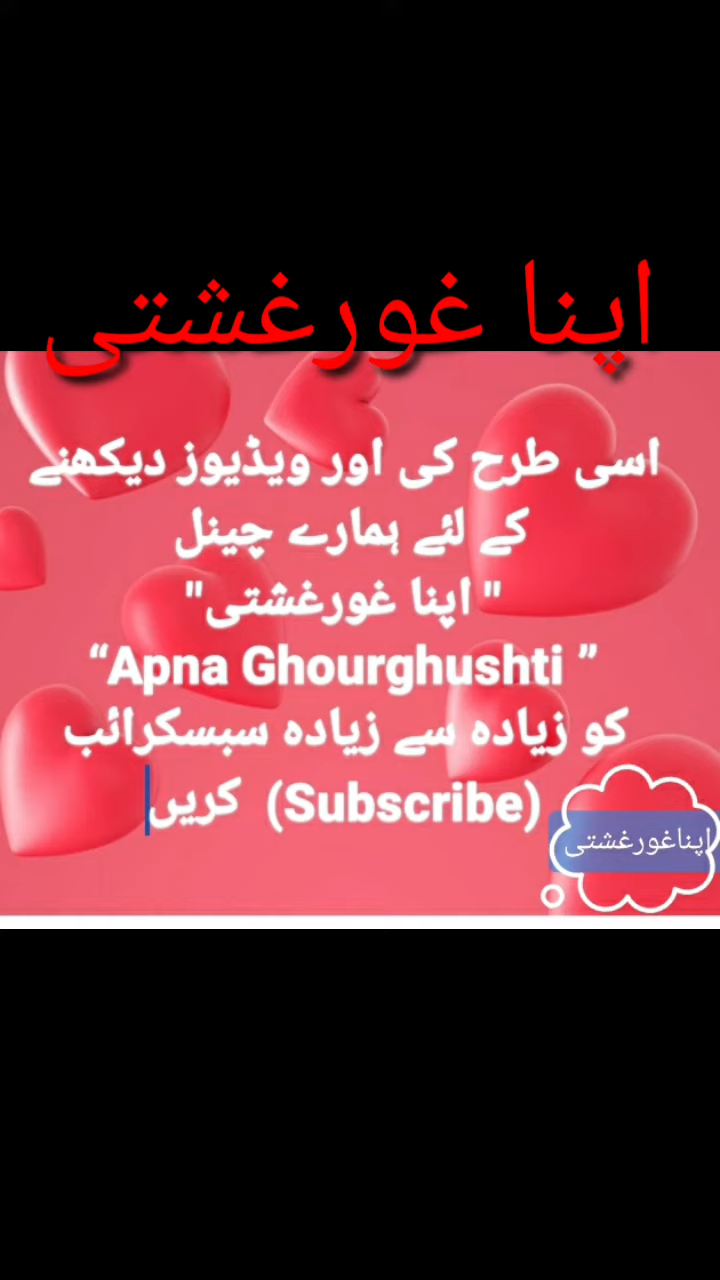 اپنا غورغشتی
اسی طرح کی اور ویڈیوز دیکھنے
کے لئے ہمارے چینل
" اپنا غورغشتی"
“Apna Ghourghushti ”
کو زیادہ سے زیادہ سبسکرائب
(Subscribe) کریں
اپناغورغشتی